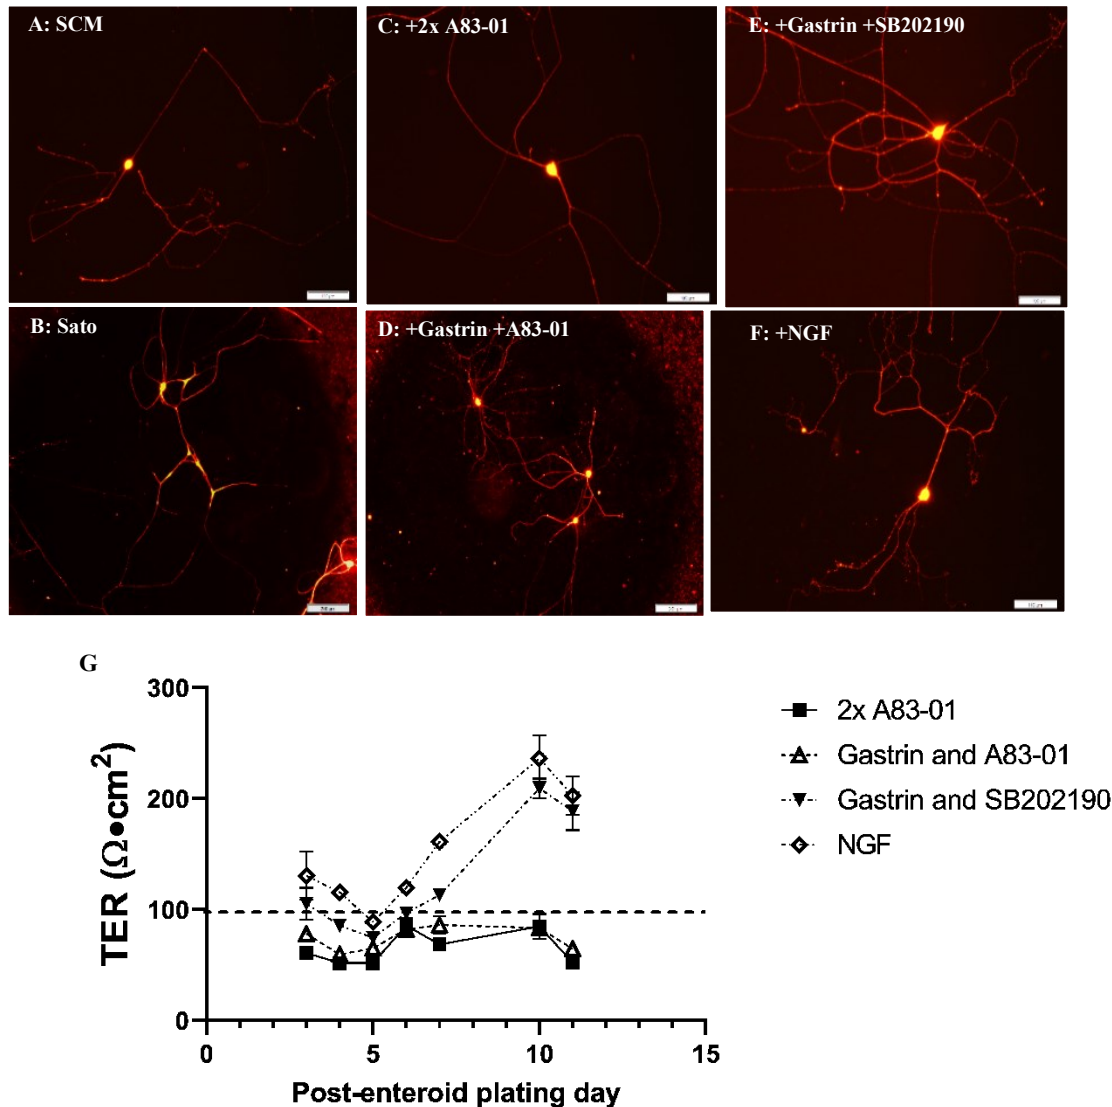 A: SCM
C: +2x A83-01
E: +Gastrin +SB202190
B: Sato
D: +Gastrin +A83-01
F: +NGF
G
300
200
100
0
TER (Ω•cm²)
0
5
10
15
Post-enteroid plating day
2x A83-01
Gastrin and A83-01
Gastrin and SB202190
NGF